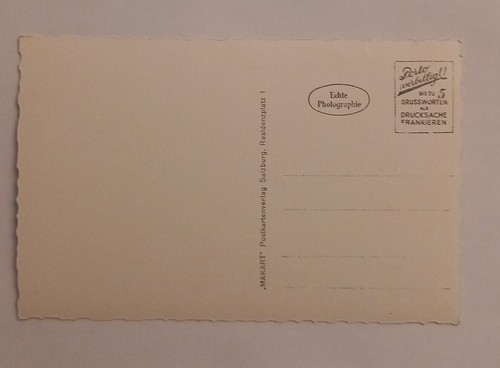 Porto
verbilligt!
BIS ZU 5
GRUSSWORTEN
ALS
DRUCKSACHE
FRANKIEREN
Echte
Photographie
„MAKART" Postkartenverlag Salzburg, Residenzplatz 1